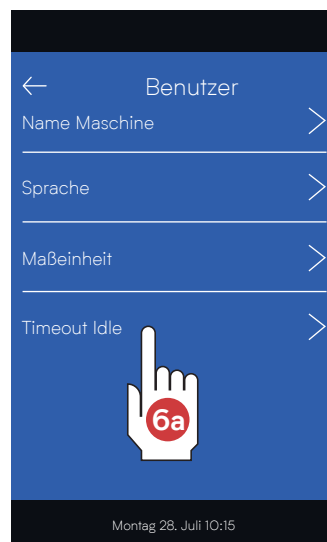 Benutzer
Name Maschine
Sprache
Maßeinheit
Timeout Idle
6a
Montag 28. Juli 10:15